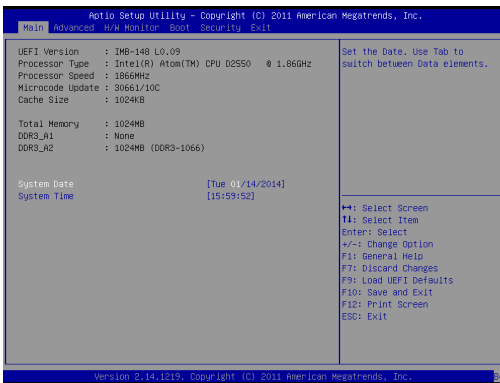 Aptio Setup Utility - Copyright (C) 2011 American Megatrends, Inc.
Main Advanced H/W Monitor Boot Security Exit
UEFI Version : IMB-148 L0.09
Processor Type : Intel(R) Atom(TM) CPU D2550 @ 1.86GHz
Processor Speed : 1866MHz
Microcode Update : 30661/10C
Cache Size : 1024KB
Total Memory : 1024MB
DDR3_A1 : None
DDR3_A2 : 1024MB (DDR3-1066)
System Date [Tue 01/14/2014]
System Time [15:59:52]
Set the Date. Use Tab to
switch between Data elements.
↔: Select Screen
↑↓: Select Item
Enter: Select
+/-: Change Option
F1: General Help
F7: Discard Changes
F9: Load UEFI Defaults
F10: Save and Exit
F12: Print Screen
ESC: Exit
Version 2.14.1219. Copyright (C) 2011 American Megatrends, Inc.